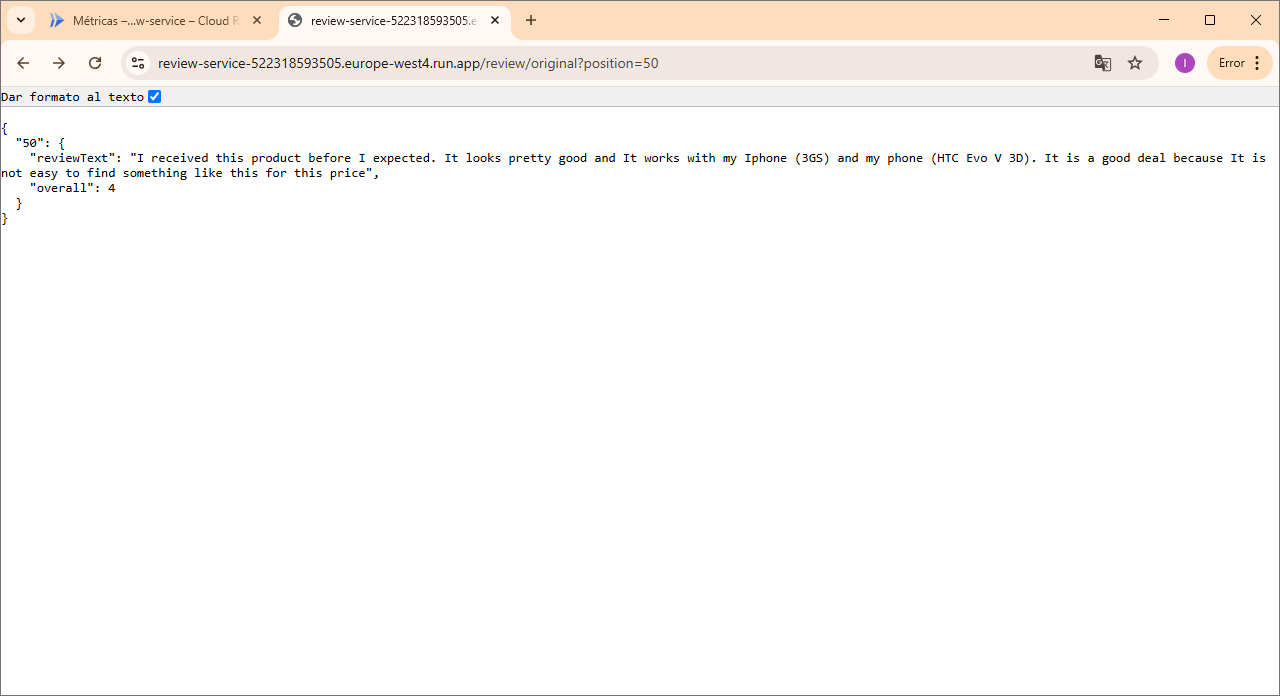 Métricas –...w-service – Cloud R
review-service-522318593505.e
review-service-522318593505.europe-west4.run.app/review/original?position=50
I
Error
Dar formato al texto
{
"50": {
"reviewText": "I received this product before I expected. It looks pretty good and It works with my Iphone (3GS) and my phone (HTC Evo V 3D). It is a good deal because It is
not easy to find something like this for this price",
"overall": 4
}
}